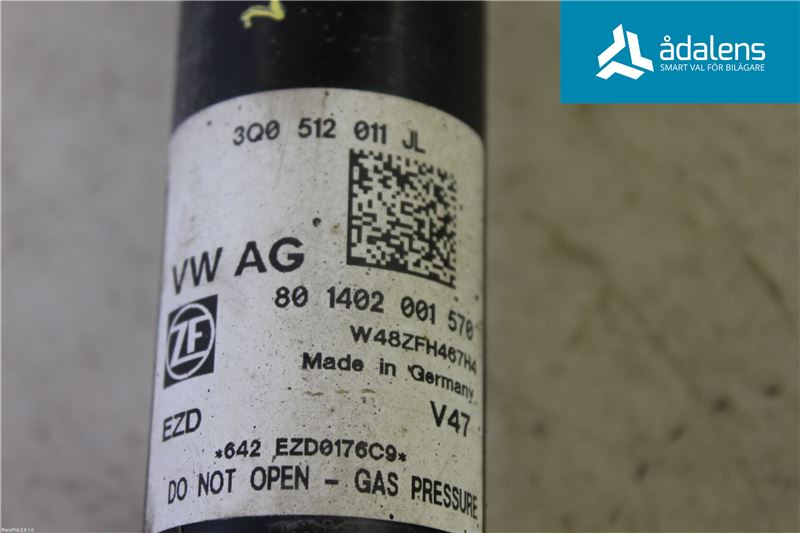 ådalens
SMART VAL FÖR BILÄGARE
3Q0 512 011 JL
VW AG
80 1402 001 570
ZF
W48ZFH467H4
Made in Germany
EZD
V47
*642 EZD0176C9*
DO NOT OPEN - GAS PRESSURE